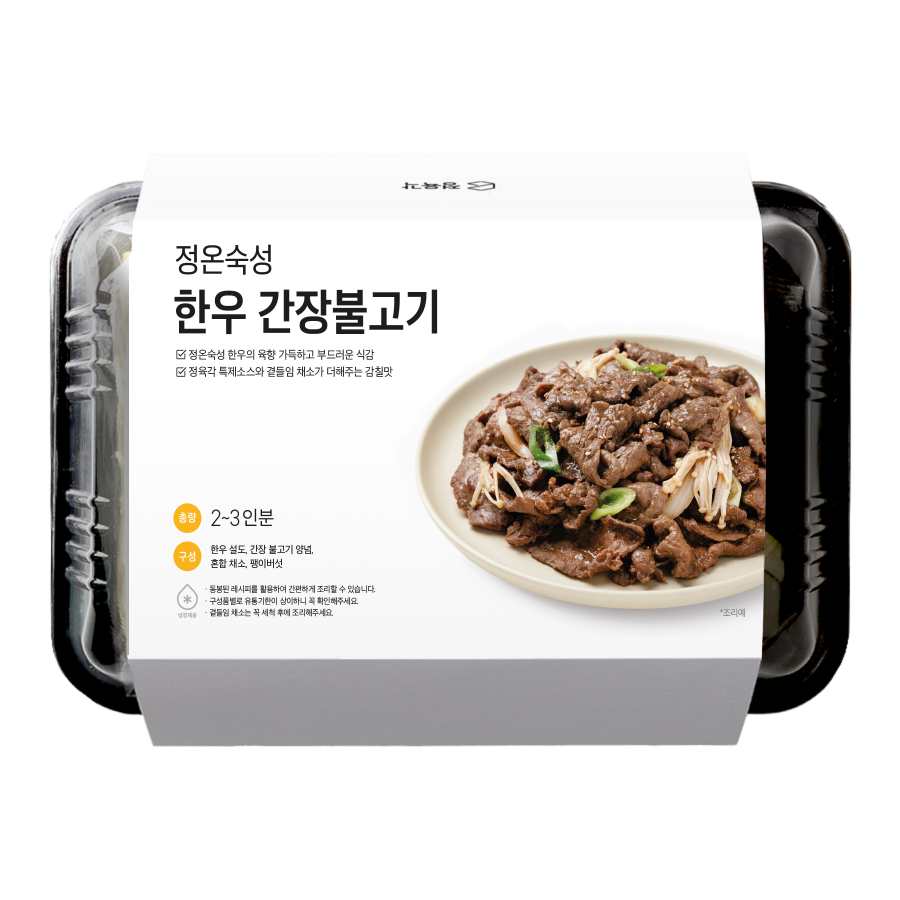 정육각
정온숙성
한우 간장불고기
정온숙성 한우의 육향 가득하고 부드러운 식감
정육각 특제소스와 곁들임 채소가 더해주는 감칠맛
총량 2~3인분
구성 한우 설도, 간장 불고기 양념,
혼합 채소, 팽이버섯
· 동봉된 레시피를 활용하여 간편하게 조리할 수 있습니다.
· 구성품별로 유통기한이 상이하니 꼭 확인해주세요.
· 곁들임 채소는 꼭 세척 후에 조리해주세요.
냉장제품
*조리예